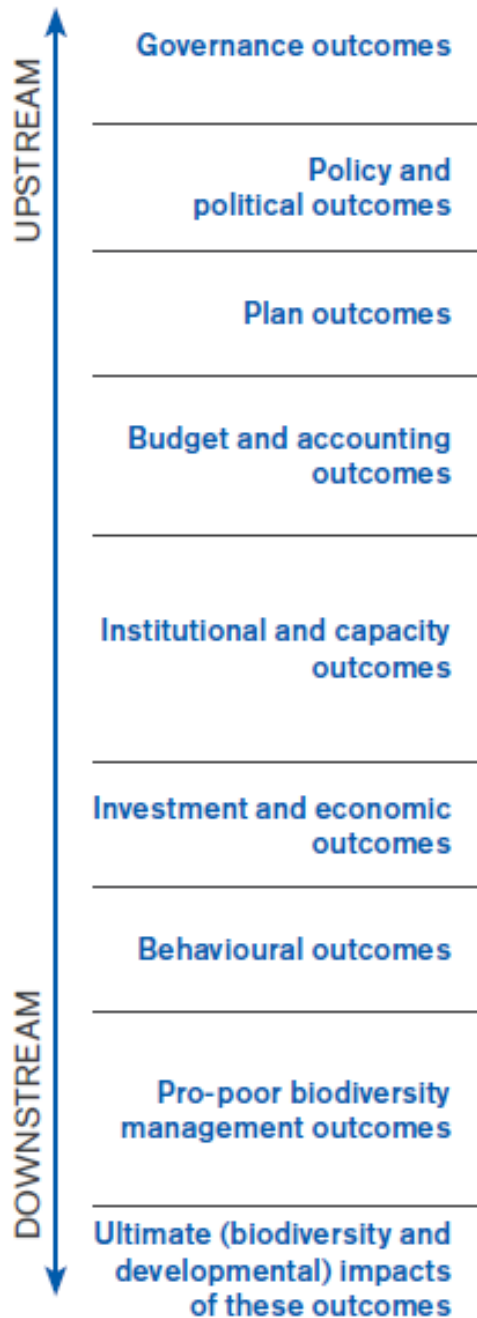 UPSTREAM
Governance outcomes
Policy and
political outcomes
Plan outcomes
Budget and accounting
outcomes
Institutional and capacity
outcomes
Investment and economic
outcomes
Behavioural outcomes
DOWNSTREAM
Pro-poor biodiversity
management outcomes
Ultimate (biodiversity and
developmental) impacts
of these outcomes